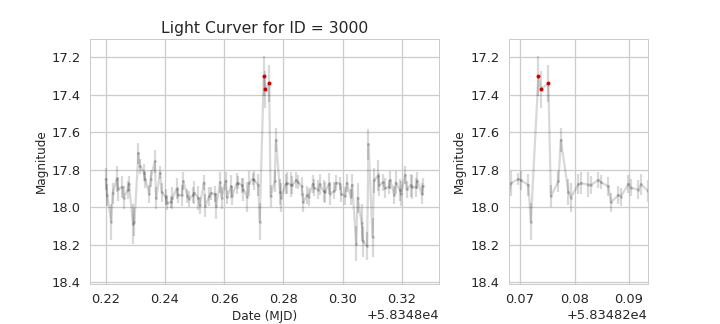 Light Curver for ID = 3000
Magnitude
17.2
17.4
17.6
17.8
18.0
18.2
18.4
0.22 0.24 0.26 0.28 0.30 0.32
Date (MJD)
+5.8348e4
Magnitude
17.2
17.4
17.6
17.8
18.0
18.2
18.4
0.07 0.08 0.09
+5.83482e4